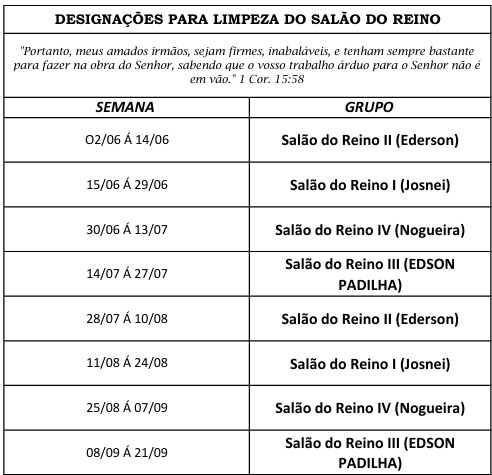 DESIGNAÇÕES PARA LIMPEZA DO SALÃO DO REINO
"Portanto, meus amados irmãos, sejam firmes, inabaláveis, e tenham sempre bastante
para fazer na obra do Senhor, sabendo que o vosso trabalho árduo para o Senhor não é
em vão." 1 Cor. 15:58
SEMANA GRUPO
O2/06 Á 14/06 Salão do Reino II (Ederson)
15/06 Á 29/06 Salão do Reino I (Josnei)
30/06 Á 13/07 Salão do Reino IV (Nogueira)
14/07 Á 27/07 Salão do Reino III (EDSON
PADILHA)
28/07 Á 10/08 Salão do Reino II (Ederson)
11/08 Á 24/08 Salão do Reino I (Josnei)
25/08 Á 07/09 Salão do Reino IV (Nogueira)
08/09 Á 21/09 Salão do Reino III (EDSON
PADILHA)